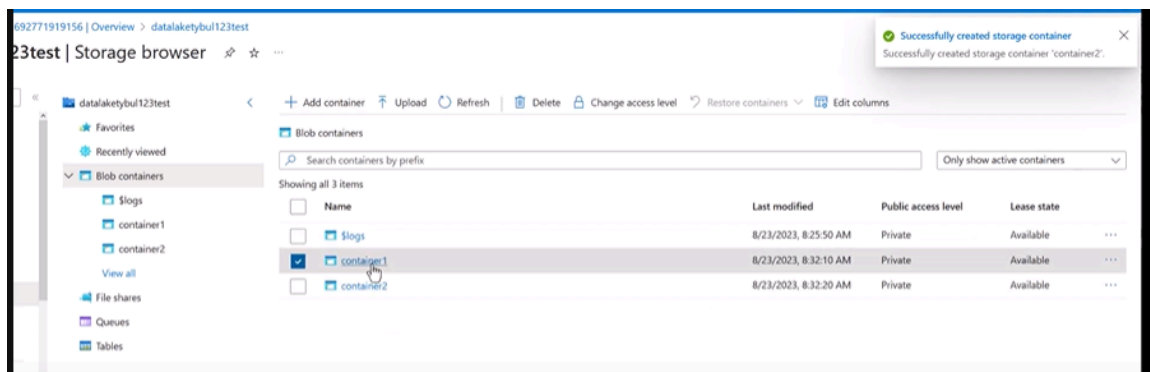 692771919156 | Overview > datalaketybul123test
23test | Storage browser
Successfully created storage container
Successfully created storage container 'container2'.
datalaketybul123test
Favorites
Recently viewed
Blob containers
$logs
container1
container2
View all
File shares
Queues
Tables
Add container Upload Refresh Delete Change access level Restore containers Edit columns
Blob containers
Search containers by prefix Only show active containers
Showing all 3 items
Name Last modified Public access level Lease state
$logs 8/23/2023, 8:25:50 AM Private Available
container1 8/23/2023, 8:32:10 AM Private Available
container2 8/23/2023, 8:32:20 AM Private Available